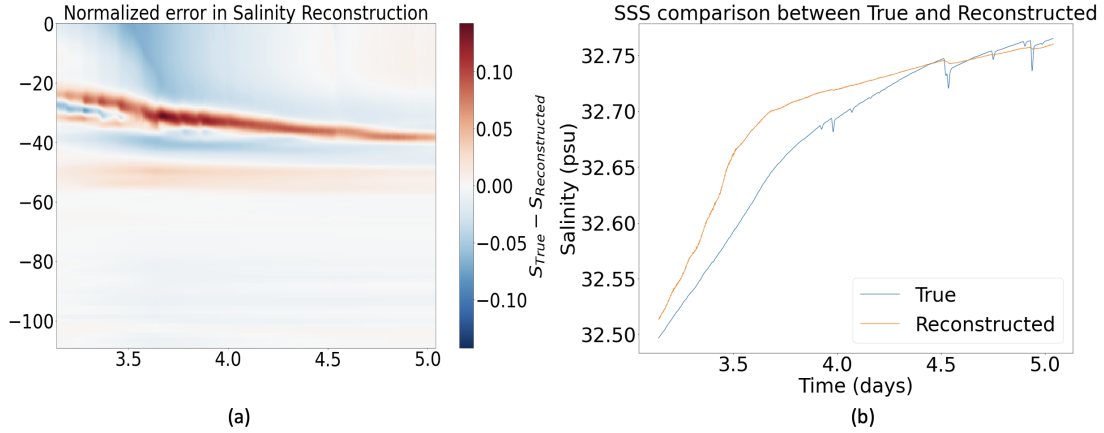 Normalized error in Salinity Reconstruction
0
−20
−40
−60
−80
−100
3.5
4.0
4.5
5.0
0.10
0.05
0.00
−0.05
−0.10
S_True − S_Reconstructed
(a)
SSS comparison between True and Reconstructed
32.75
32.70
32.65
32.60
32.55
32.50
Salinity (psu)
True
Reconstructed
3.5
4.0
4.5
5.0
Time (days)
(b)